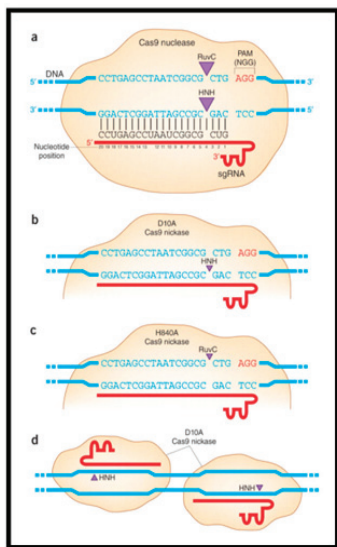 a
Cas9 nuclease
RuvC
PAM
(NGG)
DNA
5' CCTGAGCCTAATCGGCG CTG AGG 3'
HNH
3' GGACTCGGATTAGCCGC GAC TCC 5'
CCUGAGCCUAAUCGGCG CUG
5'
Nucleotide
position
3'
sgRNA
b
D10A
Cas9 nickase
CCTGAGCCTAATCGGCG CTG AGG
HNH
GGACTCGGATTAGCCGC GAC TCC
c
H840A
Cas9 nickase
RuvC
CCTGAGCCTAATCGGCG CTG AGG
GGACTCGGATTAGCCGC GAC TCC
d
D10A
Cas9 nickase
HNH
HNH